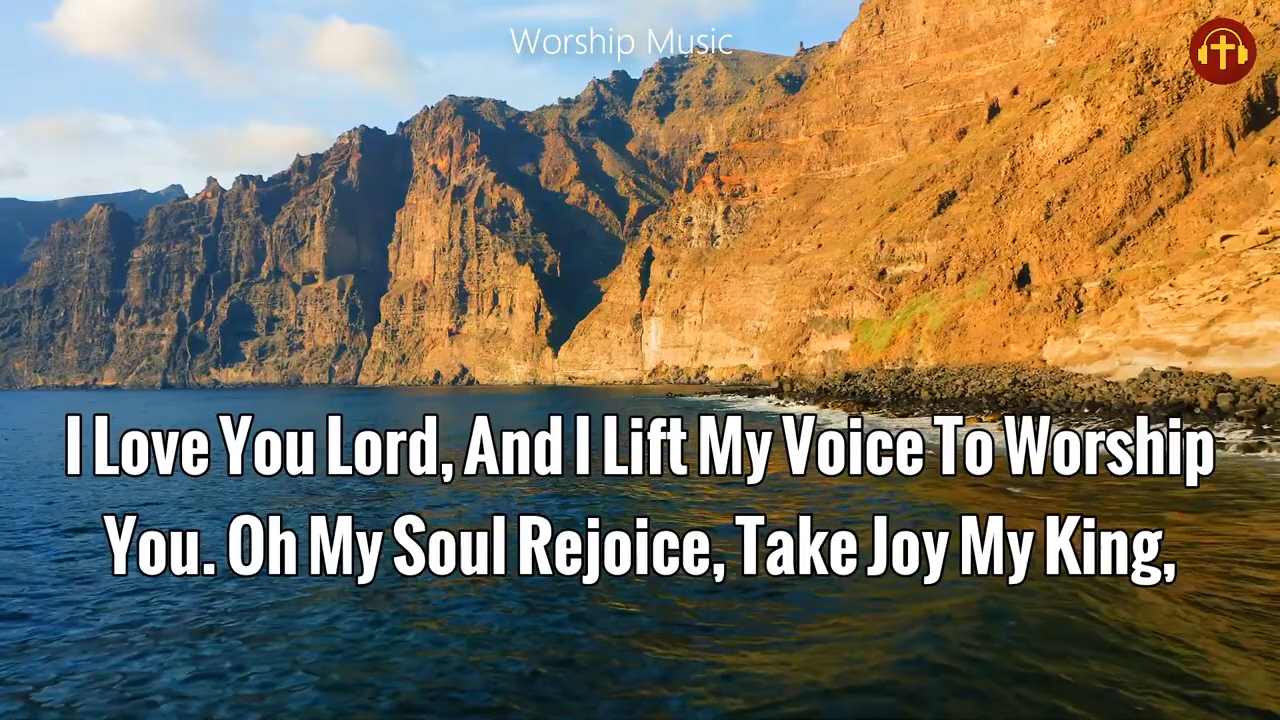 Worship Music
I Love You Lord, And I Lift My Voice To Worship
You. Oh My Soul Rejoice, Take Joy My King,